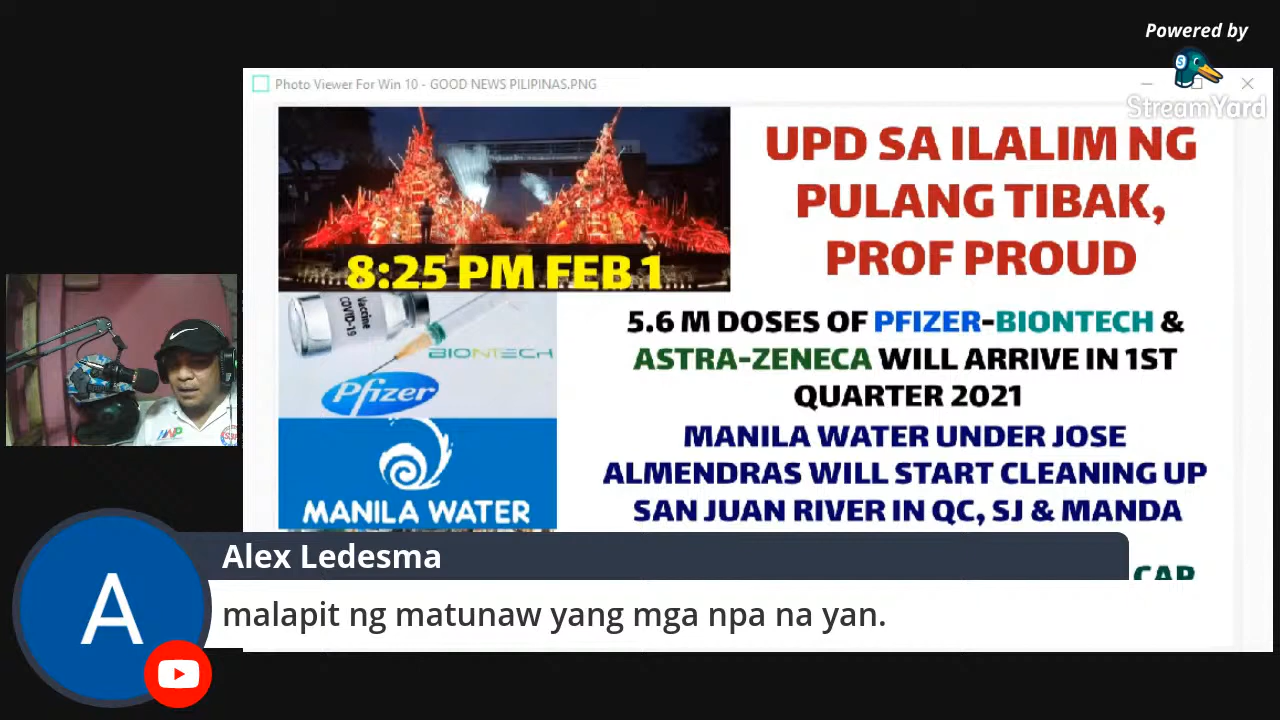 Powered by
StreamYard
Photo Viewer For Win 10 - GOOD NEWS PILIPINAS.PNG
UPD SA ILALIM NG
PULANG TIBAK,
PROF PROUD
8:25 PM FEB 1
Vaccine
COVID-19
BIONTECH
Pfizer
5.6 M DOSES OF PFIZER-BIONTECH &
ASTRA-ZENECA WILL ARRIVE IN 1ST
QUARTER 2021
MANILA WATER UNDER JOSE
ALMENDRAS WILL START CLEANING UP
SAN JUAN RIVER IN QC, SJ & MANDA
MANILA WATER
CAR
A
Alex Ledesma
malapit ng matunaw yang mga npa na yan.